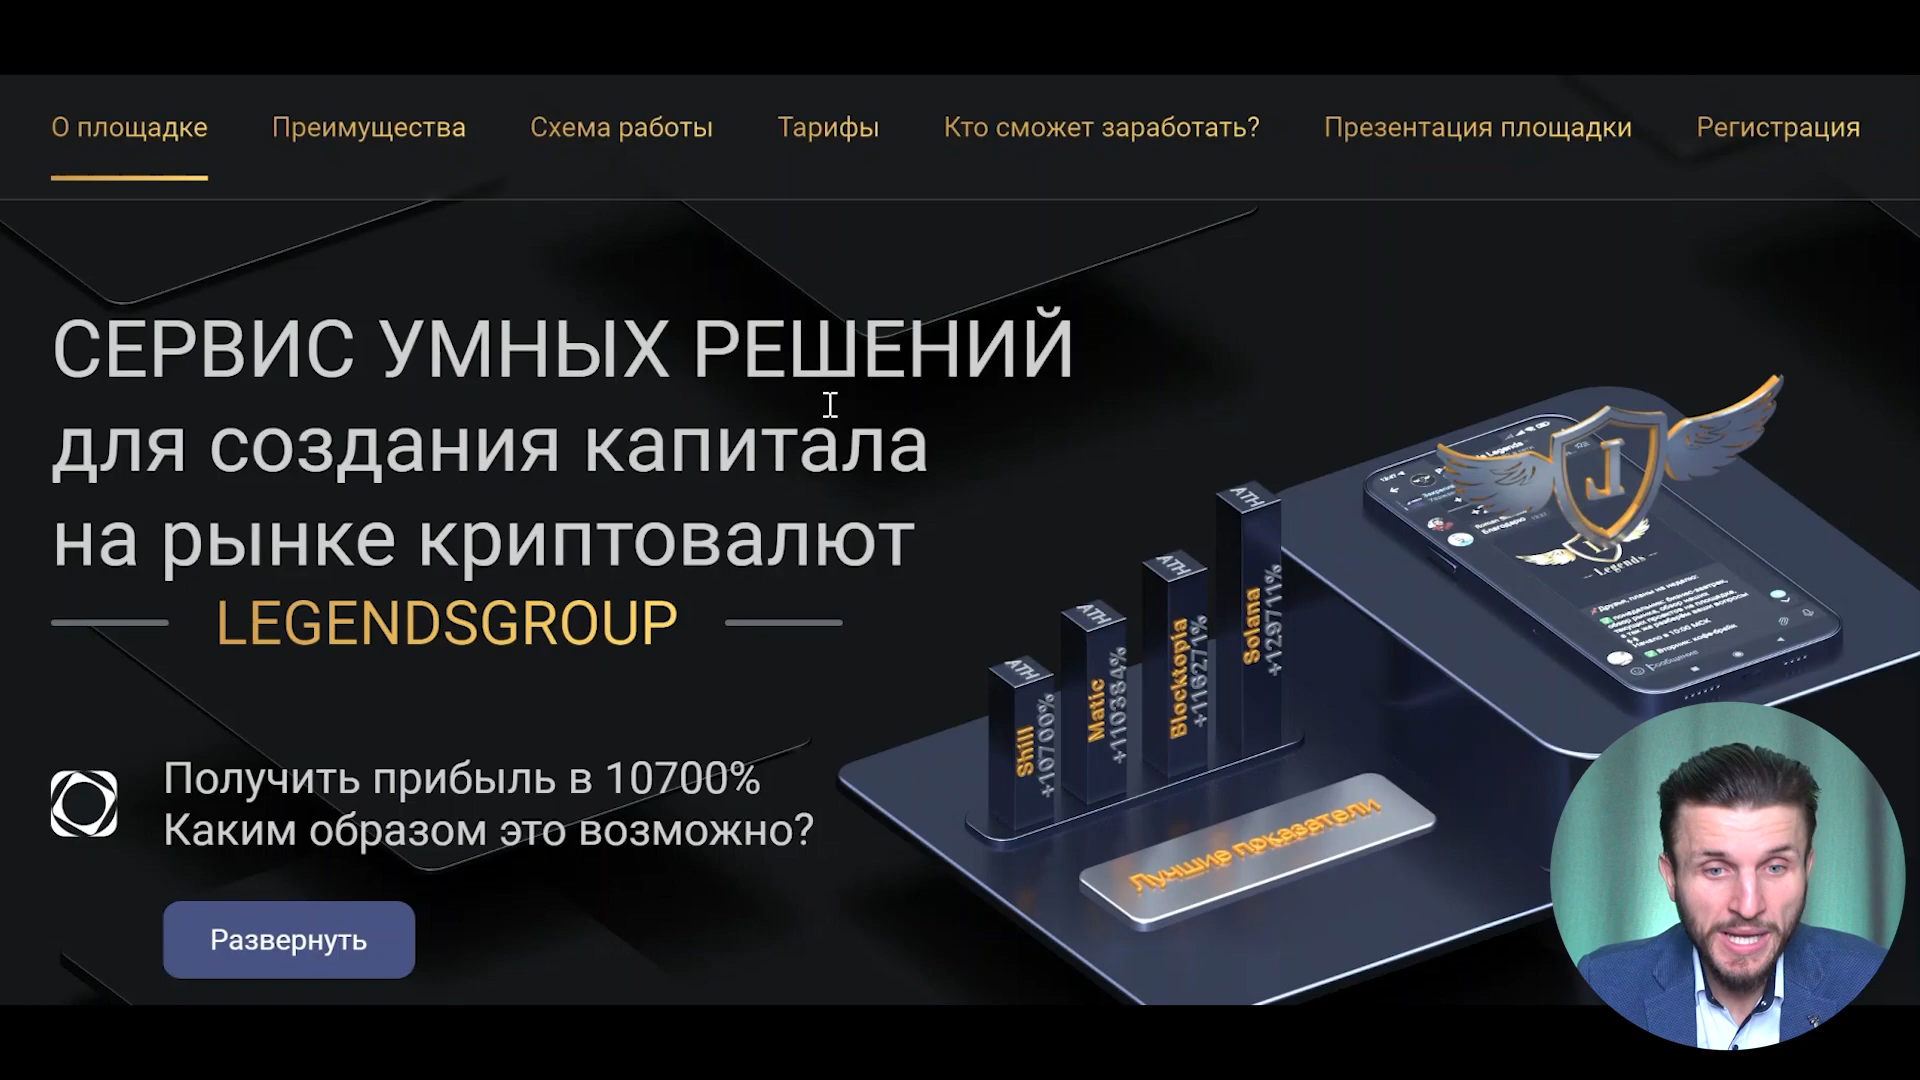 О площадке Преимущества Схема работы Тарифы Кто сможет заработать? Презентация площадки Регистрация
СЕРВИС УМНЫХ РЕШЕНИЙ
для создания капитала
на рынке криптовалют
LEGENDSGROUP
Получить прибыль в 10700%
Каким образом это возможно?
Развернуть
ATH
Shill
+10700%
ATH
Matic
+110384%
ATH
Blocktopia
+116271%
ATH
Solana
+129711%
Лучшие показатели
L
Legends